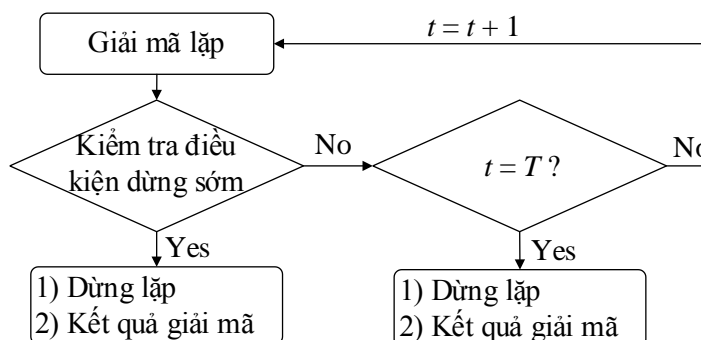 Giải mã lặp
t = t + 1
Kiểm tra điều
kiện dừng sớm
No
t = T ?
No
Yes
Yes
1) Dừng lặp
2) Kết quả giải mã
1) Dừng lặp
2) Kết quả giải mã